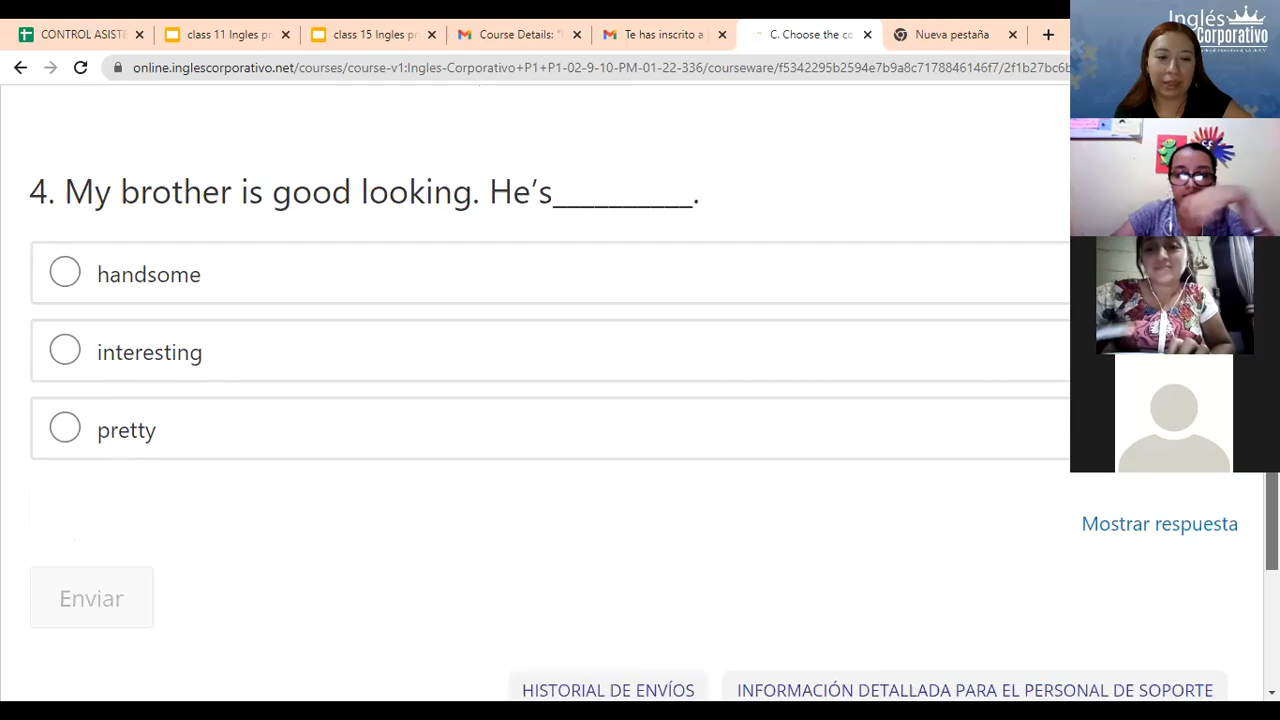 CONTROL ASISTE
class 11 Ingles pr
class 15 Ingles pr
Course Details: "
Te has inscrito a
C. Choose the co
Nueva pestaña
online.inglescorporativo.net/courses/course-v1:Ingles-Corporativo+P1+P1-02-9-10-PM-01-22-336/courseware/f5342295b2594e7b9a8c7178846146f7/2f1b27bc6b
Inglés
Corporativo
4. My brother is good looking. He's__________.
handsome
interesting
pretty
Mostrar respuesta
Enviar
HISTORIAL DE ENVÍOS
INFORMACIÓN DETALLADA PARA EL PERSONAL DE SOPORTE